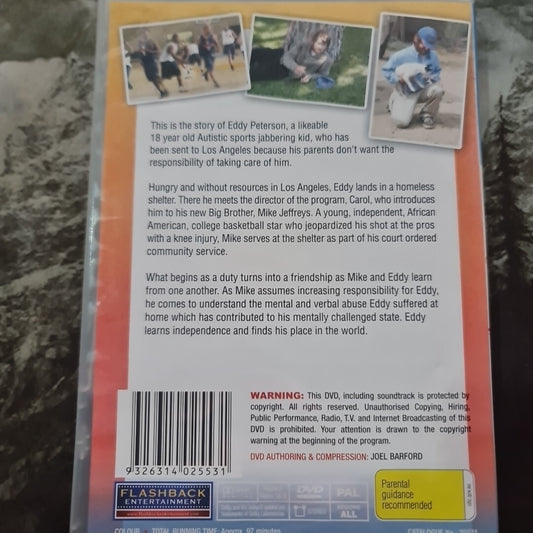 This is the story of Eddy Peterson, a likeable
18 year old Autistic sports jabbering kid, who has
been sent to Los Angeles because his parents don't want the
responsibility of taking care of him.
Hungry and without resources in Los Angeles, Eddy lands in a homeless
shelter. There he meets the director of the program, Carol, who introduces
him to his new Big Brother, Mike Jeffreys. A young, independent, African
American, college basketball star who jeopardized his shot at the pros
with a knee injury, Mike serves at the shelter as part of his court ordered
community service.
What begins as a duty turns into a friendship as Mike and Eddy learn
from one another. As Mike assumes increasing responsibility for Eddy,
he comes to understand the mental and verbal abuse Eddy suffered at
home which has contributed to his mentally challenged state. Eddy
learns independence and finds his place in the world.
WARNING: This DVD, including soundtrack is protected by
copyright. All rights reserved. Unauthorised Copying, Hiring,
Public Performance, Radio, T.V. and Internet Broadcasting of this
DVD is prohibited. Your attention is drawn to the copyright
warning at the beginning of the program.
DVD AUTHORING & COMPRESSION: JOEL BARFORD
9 326314 025531
FLASHBACK
ENTERTAINMENT
www.flashbackentertainment.com
DVD
PAL
STEREO
ALL
Parental
guidance
recommended
COLOUR • TOTAL RUNNING TIME: Approx. 97 minutes
CATALOGUE No.